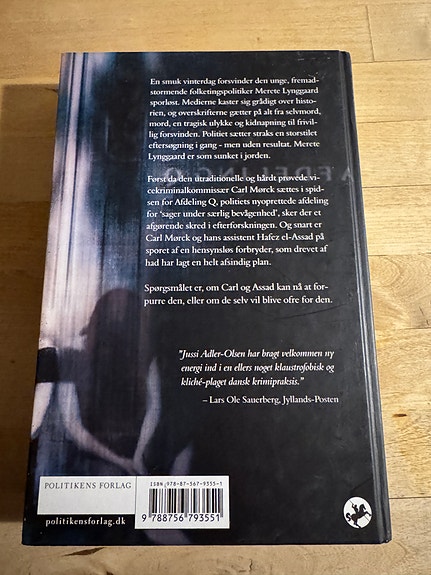 En smuk vinterdag forsvinder den unge, fremad-
stormende folketingspolitiker Merete Lynggaard
sporløst. Medierne kaster sig grådigt over histo-
rien, og overskrifterne gætter på alt fra selvmord,
mord, en tragisk ulykke og kidnapning til frivil-
lig forsvinden. Politiet sætter straks en storstilet
eftersøgning i gang - men uden resultat. Merete
Lynggaard er som sunket i jorden.
Først da den utraditionelle og hårdt prøvede vi-
cekriminalkommissær Carl Mørck sættes i spid-
sen for Afdeling Q, politiets nyoprettede afdeling
for 'sager under særlig bevågenhed', sker der et
afgørende skred i efterforskningen. Og snart er
Carl Mørck og hans assistent Hafez el-Assad på
sporet af en hensynsløs forbryder, som drevet af
had har lagt en helt afsindig plan.
Spørgsmålet er, om Carl og Assad kan nå at for-
purre den, eller om de selv vil blive ofre for den.
"Jussi Adler-Olsen har bragt velkommen ny
energi ind i en ellers noget klaustrofobisk og
kliché-plaget dansk krimipraksis."
– Lars Ole Sauerberg, Jyllands-Posten
POLITIKENS FORLAG
politikensforlag.dk
ISBN 978-87-567-9355-1
9 788756 793551